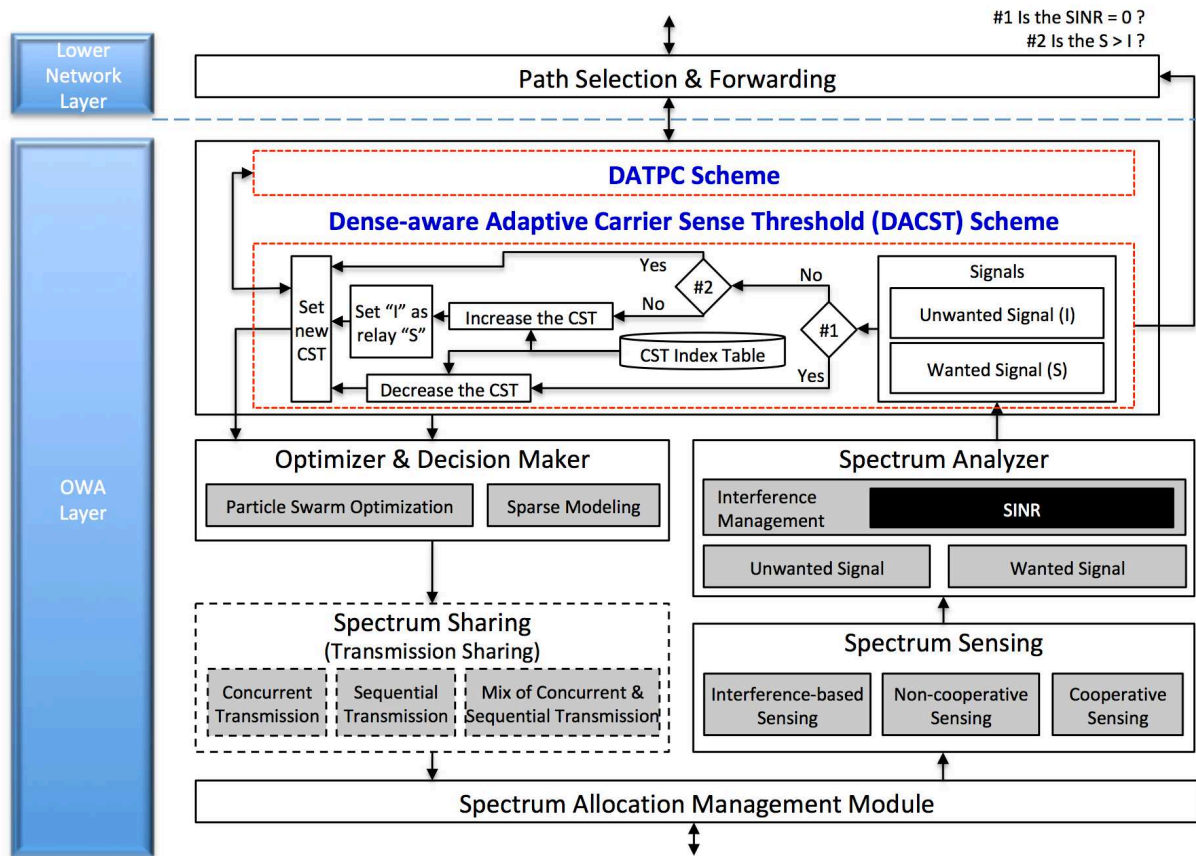 #1 Is the SINR = 0 ?
#2 Is the S > I ?
Lower
Network
Layer
Path Selection & Forwarding
OWA
Layer
DATPC Scheme
Dense-aware Adaptive Carrier Sense Threshold (DACST) Scheme
Set
new
CST
Set “I” as
relay “S”
Increase the CST
Decrease the CST
CST Index Table
Yes
#2
No
No
#1
Yes
Signals
Unwanted Signal (I)
Wanted Signal (S)
Optimizer & Decision Maker
Particle Swarm Optimization
Sparse Modeling
Spectrum Analyzer
Interference
Management
SINR
Unwanted Signal
Wanted Signal
Spectrum Sharing
(Transmission Sharing)
Concurrent
Transmission
Sequential
Transmission
Mix of Concurrent &
Sequential Transmission
Spectrum Sensing
Interference-based
Sensing
Non-cooperative
Sensing
Cooperative
Sensing
Spectrum Allocation Management Module